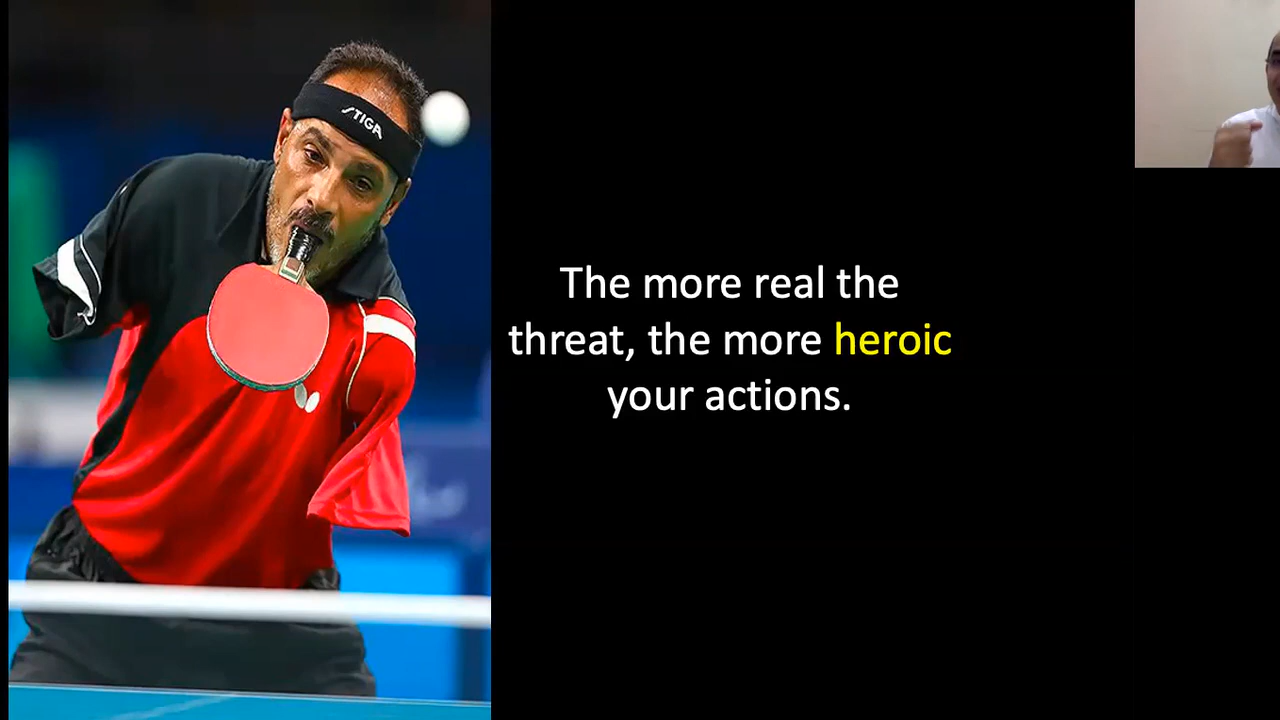 STIGA
The more real the
threat, the more heroic
your actions.